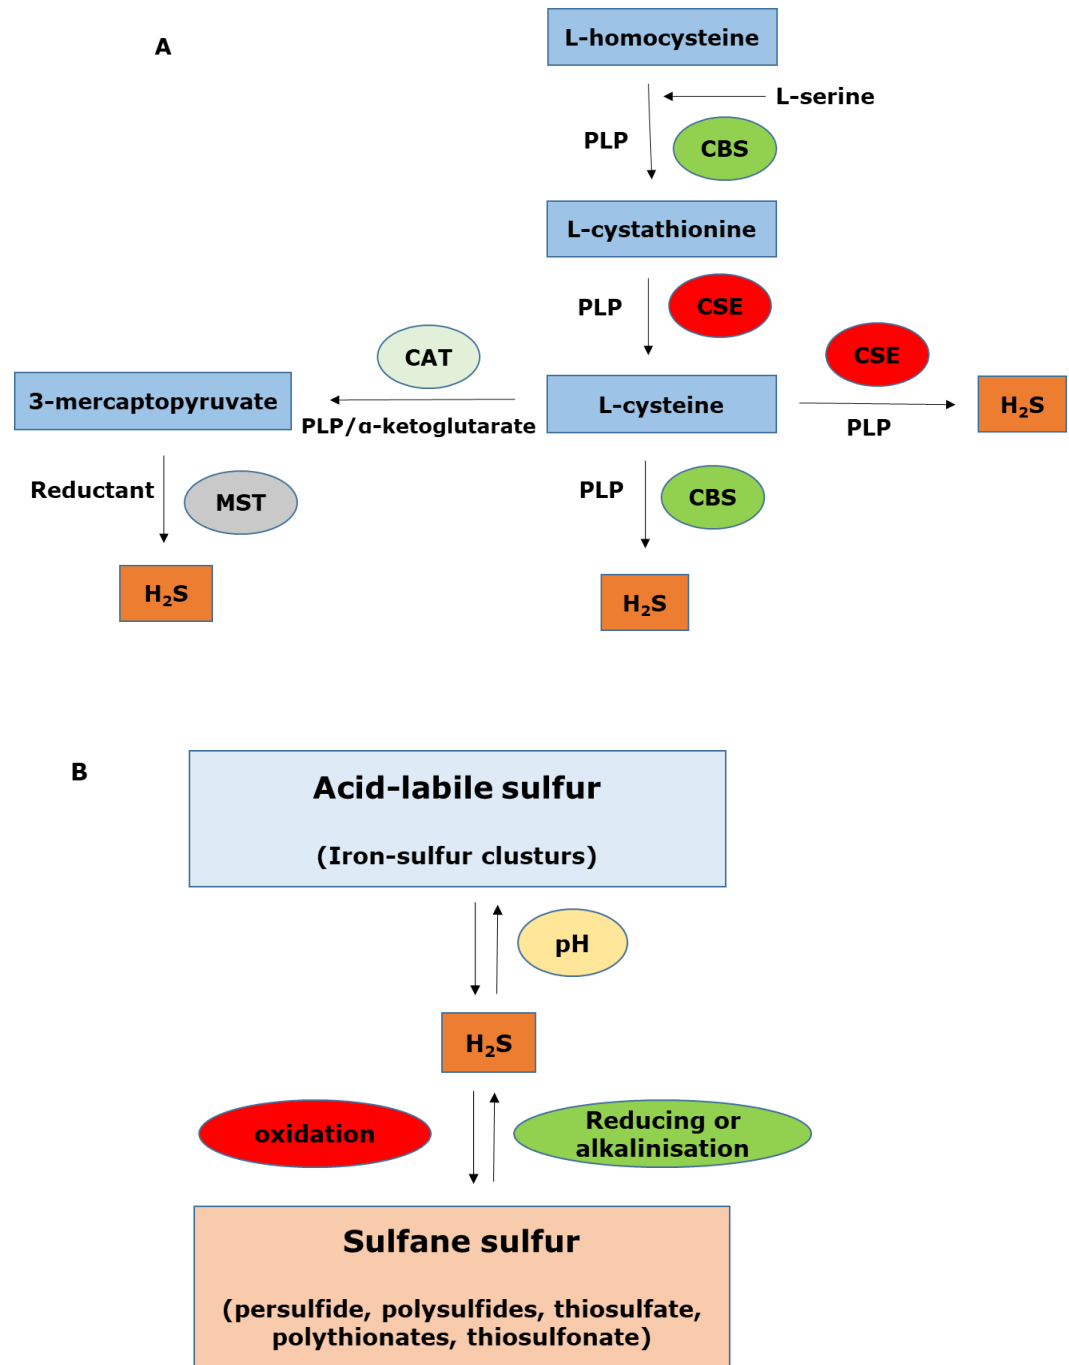 A
L-homocysteine
L-serine
PLP
CBS
L-cystathionine
PLP
CSE
CSE
CAT
3-mercaptopyruvate
L-cysteine
H₂S
PLP/α-ketoglutarate
PLP
Reductant
MST
PLP
CBS
H₂S
H₂S
B
Acid-labile sulfur
(Iron-sulfur clusturs)
pH
H₂S
oxidation
Reducing or
alkalinisation
Sulfane sulfur
(persulfide, polysulfides, thiosulfate,
polythionates, thiosulfonate)